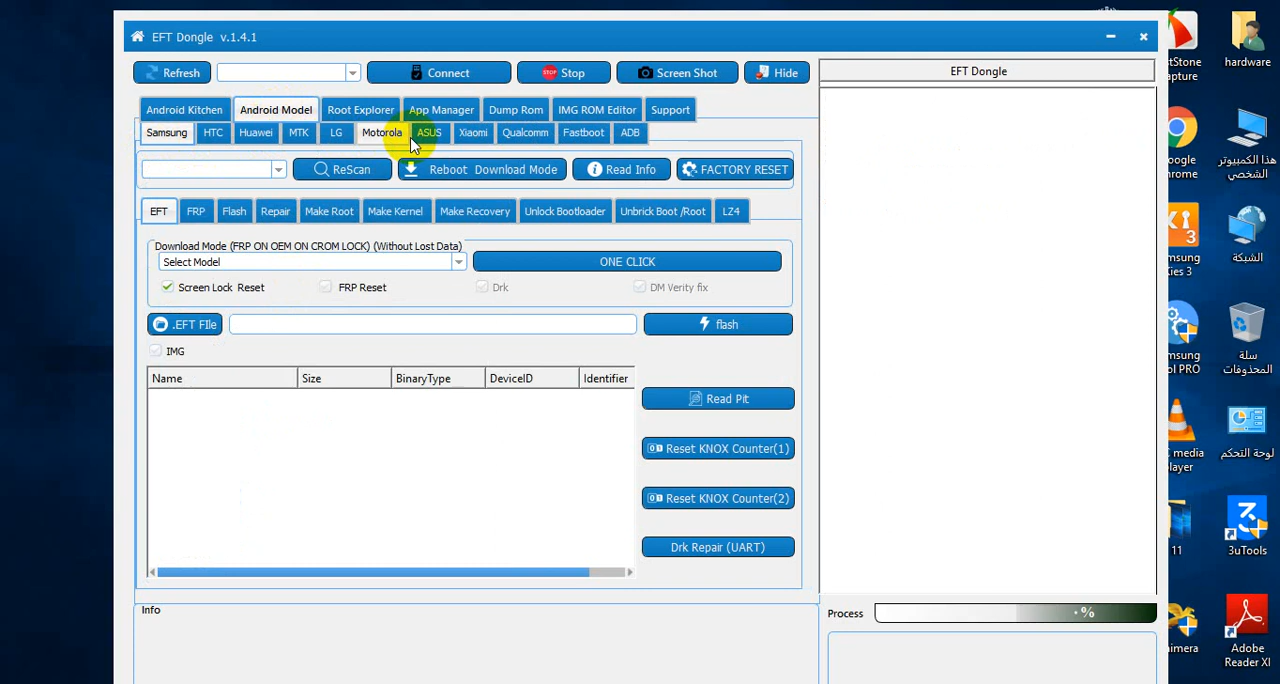 EFT Dongle v.1.4.1
Refresh
Connect
STOP Stop
Screen Shot
Hide
EFT Dongle
Android Kitchen
Android Model
Root Explorer
App Manager
Dump Rom
IMG ROM Editor
Support
Samsung
HTC
Huawei
MTK
LG
Motorola
ASUS
Xiaomi
Qualcomm
Fastboot
ADB
ReScan
Reboot Download Mode
Read Info
FACTORY RESET
EFT
FRP
Flash
Repair
Make Root
Make Kernel
Make Recovery
Unlock Bootloader
Unbrick Boot /Root
LZ4
Download Mode (FRP ON OEM ON CROM LOCK) (Without Lost Data)
Select Model
ONE CLICK
Screen Lock Reset
FRP Reset
Drk
DM Verity fix
.EFT FIle
flash
IMG
Name
Size
BinaryType
DeviceID
Identifier
Read Pit
Reset KNOX Counter(1)
Reset KNOX Counter(2)
Drk Repair (UART)
Info
Process
%
hardware
هذا الكمبيوتر
الشخصي
الشبكة
سلة
المحذوفات
لوحة التحكم
player
11
3uTools
Adobe
Reader XI